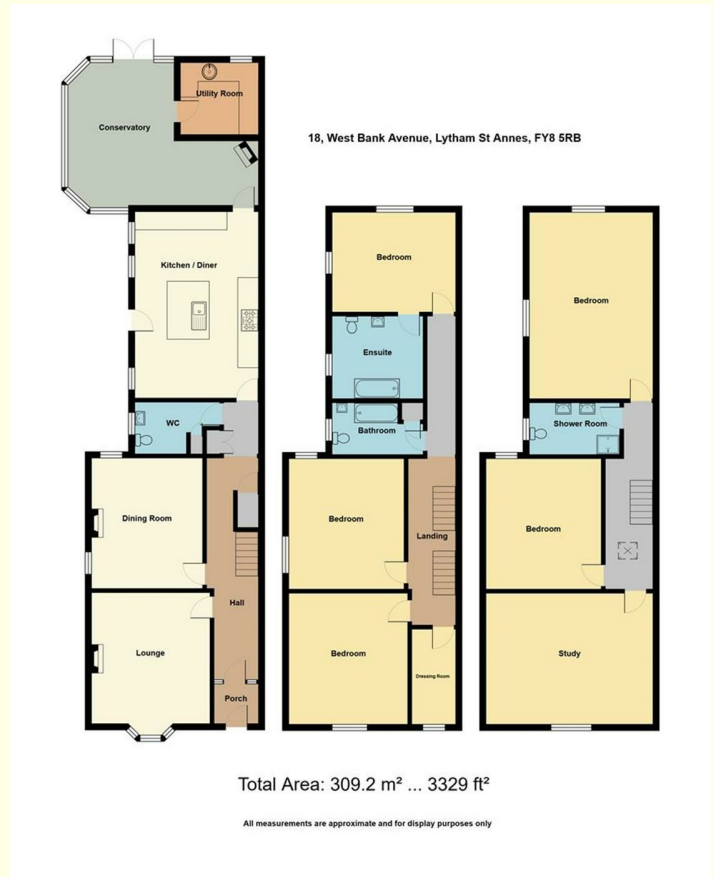 18, West Bank Avenue, Lytham St Annes, FY8 5RB
Utility Room
Conservatory
Kitchen / Diner
WC
Dining Room
Hall
Lounge
Porch
Bedroom
Ensuite
Bathroom
Bedroom
Landing
Bedroom
Dressing Room
Bedroom
Shower Room
Bedroom
Study
Total Area: 309.2 m² ... 3329 ft²
All measurements are approximate and for display purposes only